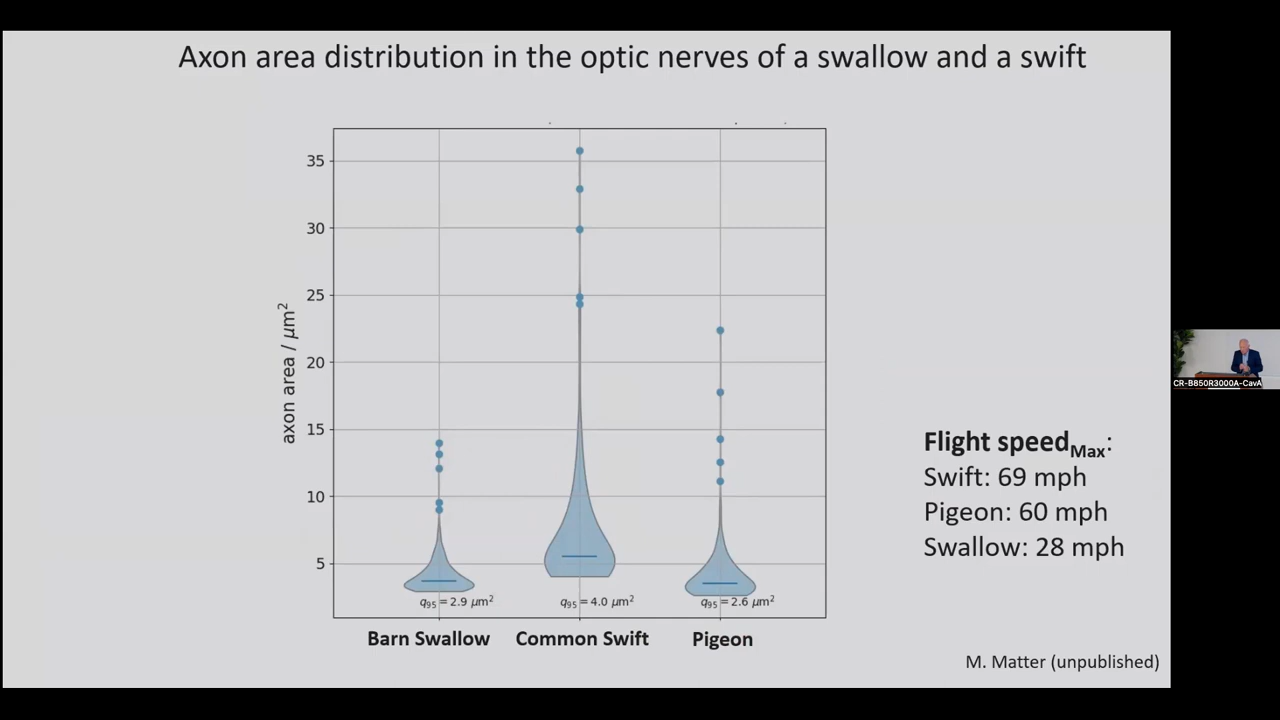 Axon area distribution in the optic nerves of a swallow and a swift
35
30
25
20
15
10
5
axon area / μm²
q₉₅ = 2.9 μm²
q₉₅ = 4.0 μm²
q₉₅ = 2.6 μm²
Barn Swallow
Common Swift
Pigeon
Flight speedMax:
Swift: 69 mph
Pigeon: 60 mph
Swallow: 28 mph
M. Matter (unpublished)
CR-B850R3000A-CavA